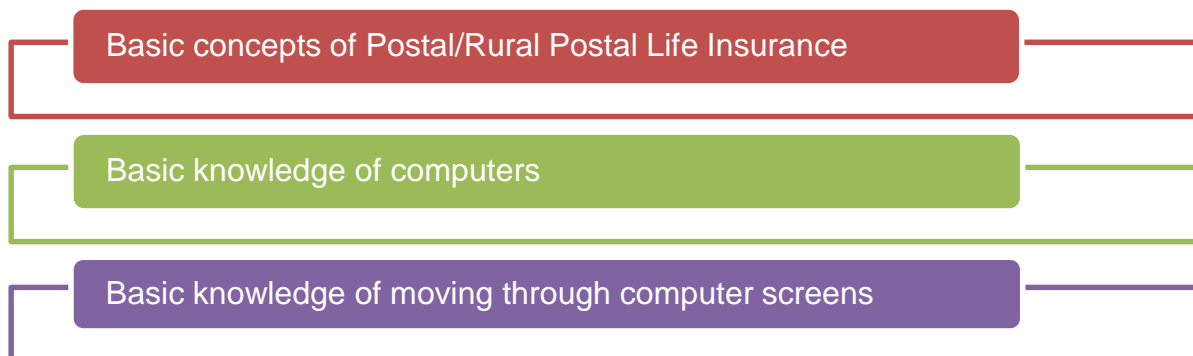 Basic concepts of Postal/Rural Postal Life Insurance
Basic knowledge of computers
Basic knowledge of moving through computer screens